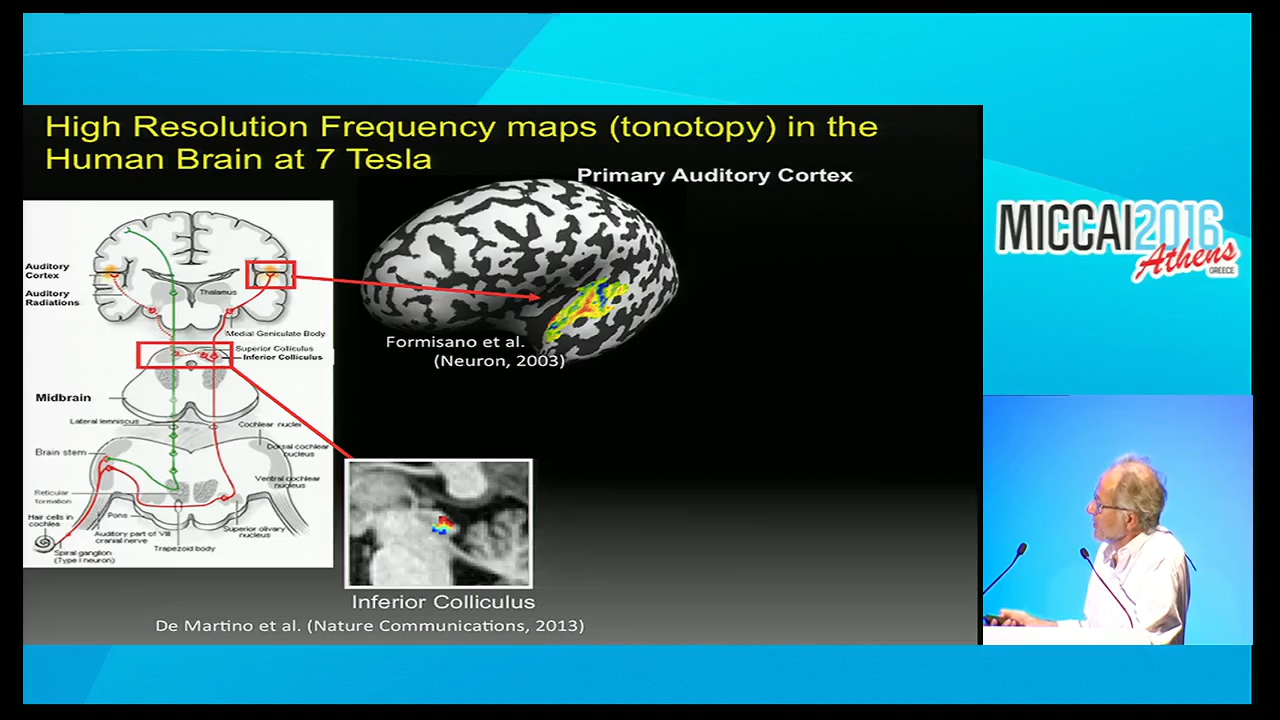 High Resolution Frequency maps (tonotopy) in the
Human Brain at 7 Tesla
Primary Auditory Cortex
Auditory
Cortex
Auditory
Radiations
Thalamus
Medial Geniculate Body
Superior Colliculus
Inferior Colliculus
Midbrain
Lateral lemniscus
Cochlear nuclei
Dorsal cochlear
nucleus
Brain stem
Ventral cochlear
nucleus
Reticular
formation
Hair cells in
cochlea
Pons
Auditory part of VIII
cranial nerve
Superior olivary
nucleus
Spiral ganglion
(Type I neuron)
Trapezoid body
Formisano et al.
(Neuron, 2003)
Inferior Colliculus
De Martino et al. (Nature Communications, 2013)
MICCAI2016
Athens
GREECE